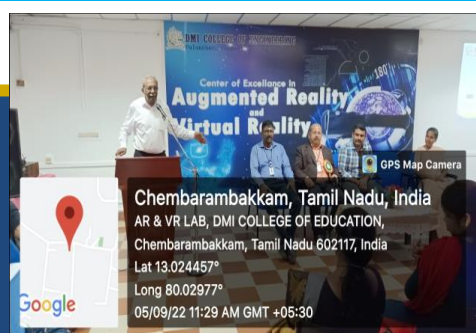 DMI COLLEGE OF ENGINEERING
Center of Excellence in
Augmented Reality
and
Virtual Reality
180°
GPS Map Camera
Chembarambakkam, Tamil Nadu, India
AR & VR LAB, DMI COLLEGE OF EDUCATION,
Chembarambakkam, Tamil Nadu 602117, India
Lat 13.024457°
Long 80.02977°
05/09/22 11:29 AM GMT +05:30
Google